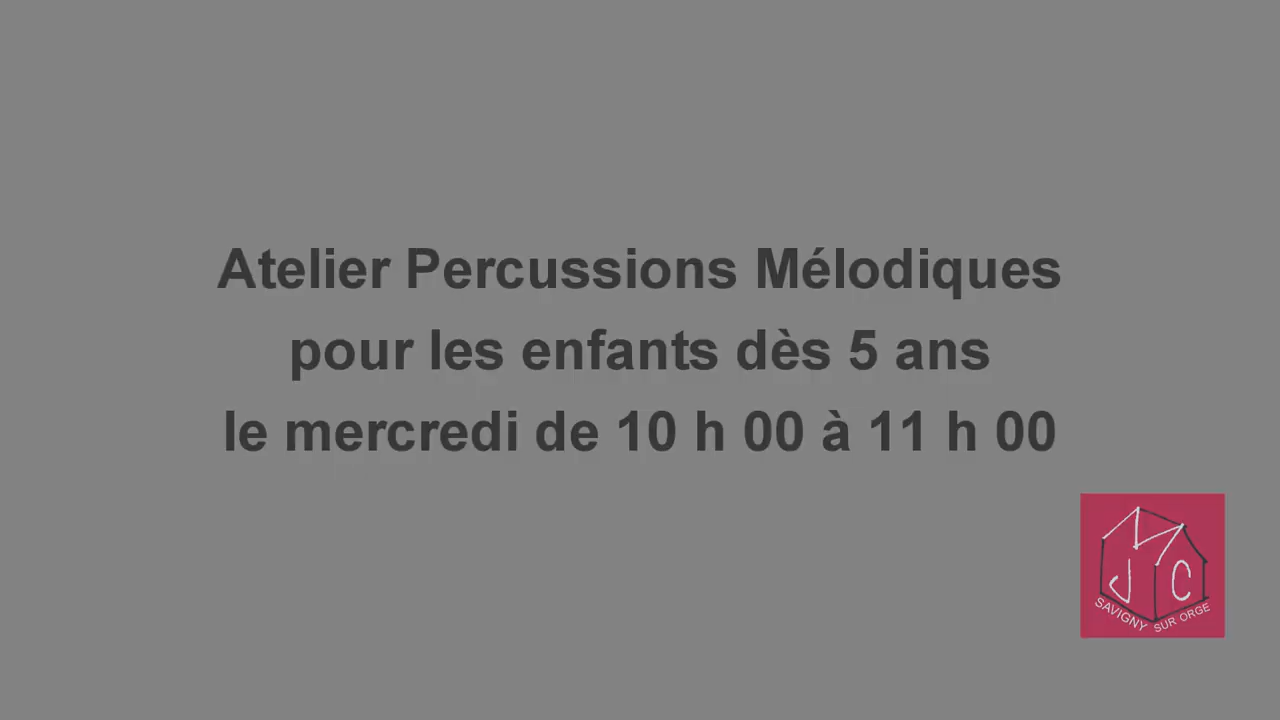 Atelier Percussions Mélodiques
pour les enfants dès 5 ans
le mercredi de 10 h 00 à 11 h 00
MJC
SAVIGNY SUR ORGE